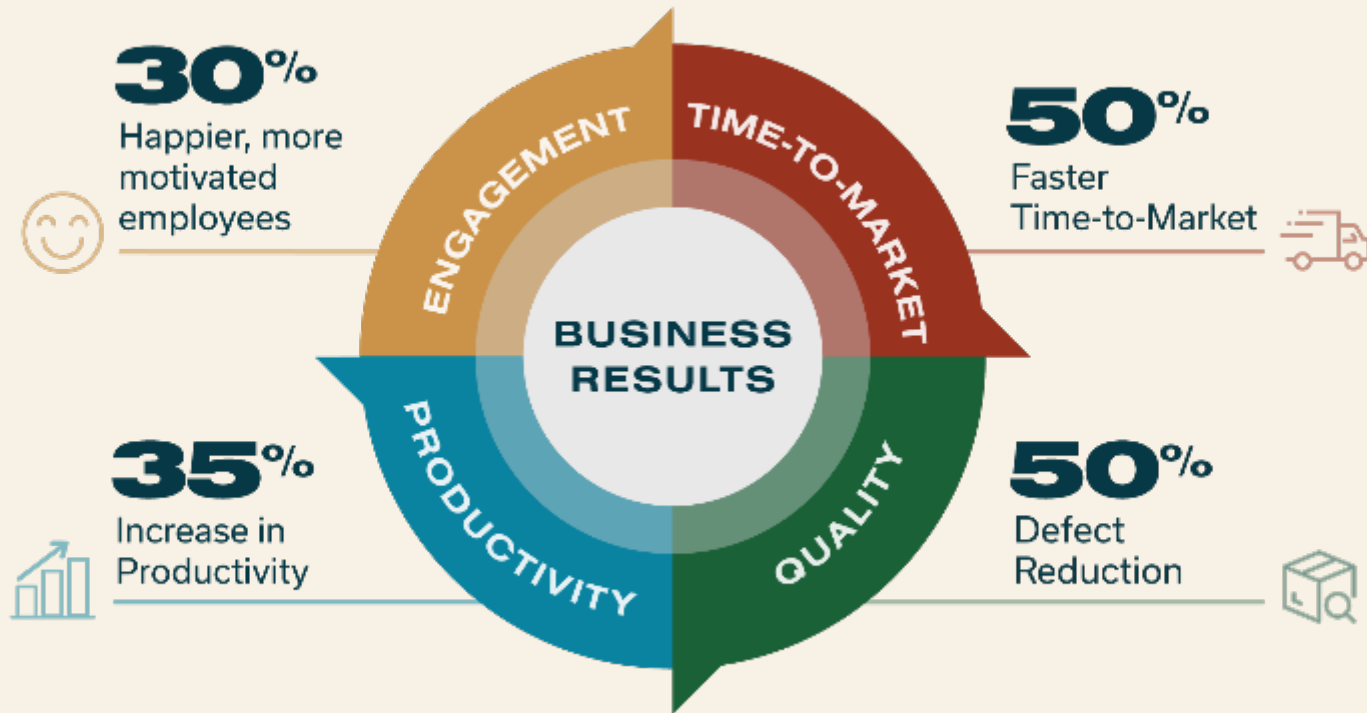 30%
Happier, more
motivated
employees
ENGAGEMENT
TIME-TO-MARKET
50%
Faster
Time-to-Market
BUSINESS
RESULTS
35%
Increase in
Productivity
PRODUCTIVITY
QUALITY
50%
Defect
Reduction